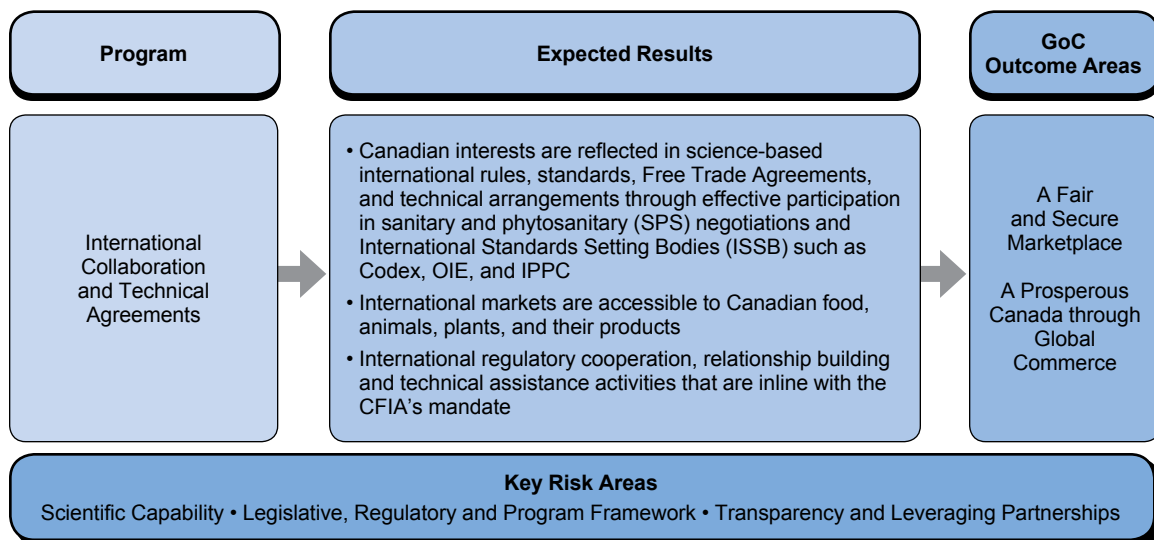 Program
Expected Results
GoC
Outcome Areas
International
Collaboration
and Technical
Agreements
• Canadian interests are reflected in science-based
international rules, standards, Free Trade Agreements,
and technical arrangements through effective participation
in sanitary and phytosanitary (SPS) negotiations and
International Standards Setting Bodies (ISSB) such as
Codex, OIE, and IPPC
• International markets are accessible to Canadian food,
animals, plants, and their products
• International regulatory cooperation, relationship building
and technical assistance activities that are inline with the
CFIA's mandate
A Fair
and Secure
Marketplace
A Prosperous
Canada through
Global
Commerce
Key Risk Areas
Scientific Capability • Legislative, Regulatory and Program Framework • Transparency and Leveraging Partnerships